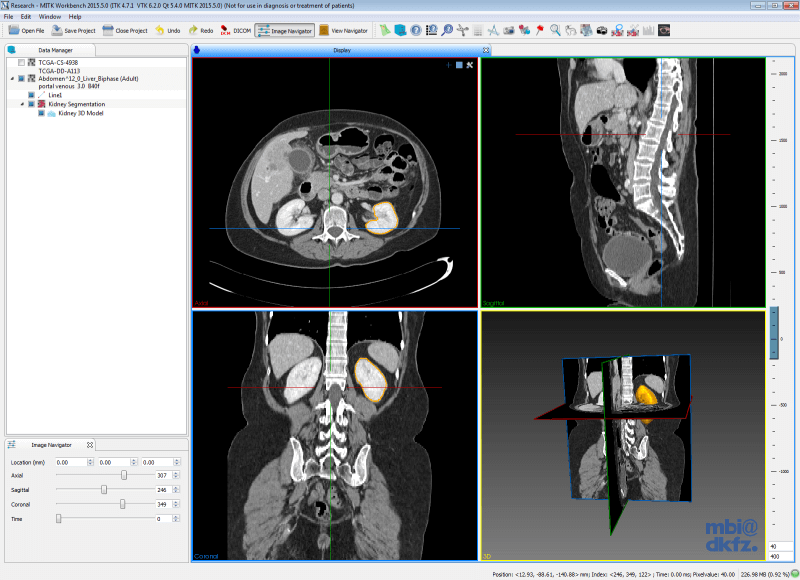 Research - MITK Workbench 2015.5.0 (ITK 4.7.1 VTK 6.2.0 Qt 5.4.0 MITK 2015.5.0) (Not for use in diagnosis or treatment of patients)
File Edit Window Help
Open File Save Project Close Project Undo Redo DICOM Image Navigator View Navigator
Data Manager
Display
TCGA-CS-4938
TCGA-DD-A113
Abdomen^12_0_Liver_Biphase (Adult)
portal venous 3.0 B40f
Line1
Kidney Segmentation
Kidney 3D Model
Axial
Sagittal
Coronal
3D
mbi@
dkfz.
1000
500
0
-500
-1000
40
400
Image Navigator
Location (mm) 0.00 0.00 0.00
Axial 307
Sagittal 246
Coronal 349
Time 0
Position: <12.93, -88.61, -140.88> mm; Index: <246, 349, 122> ; Time: 0.00 ms; Pixelvalue: 40.00 226.98 MB (0.92 %)